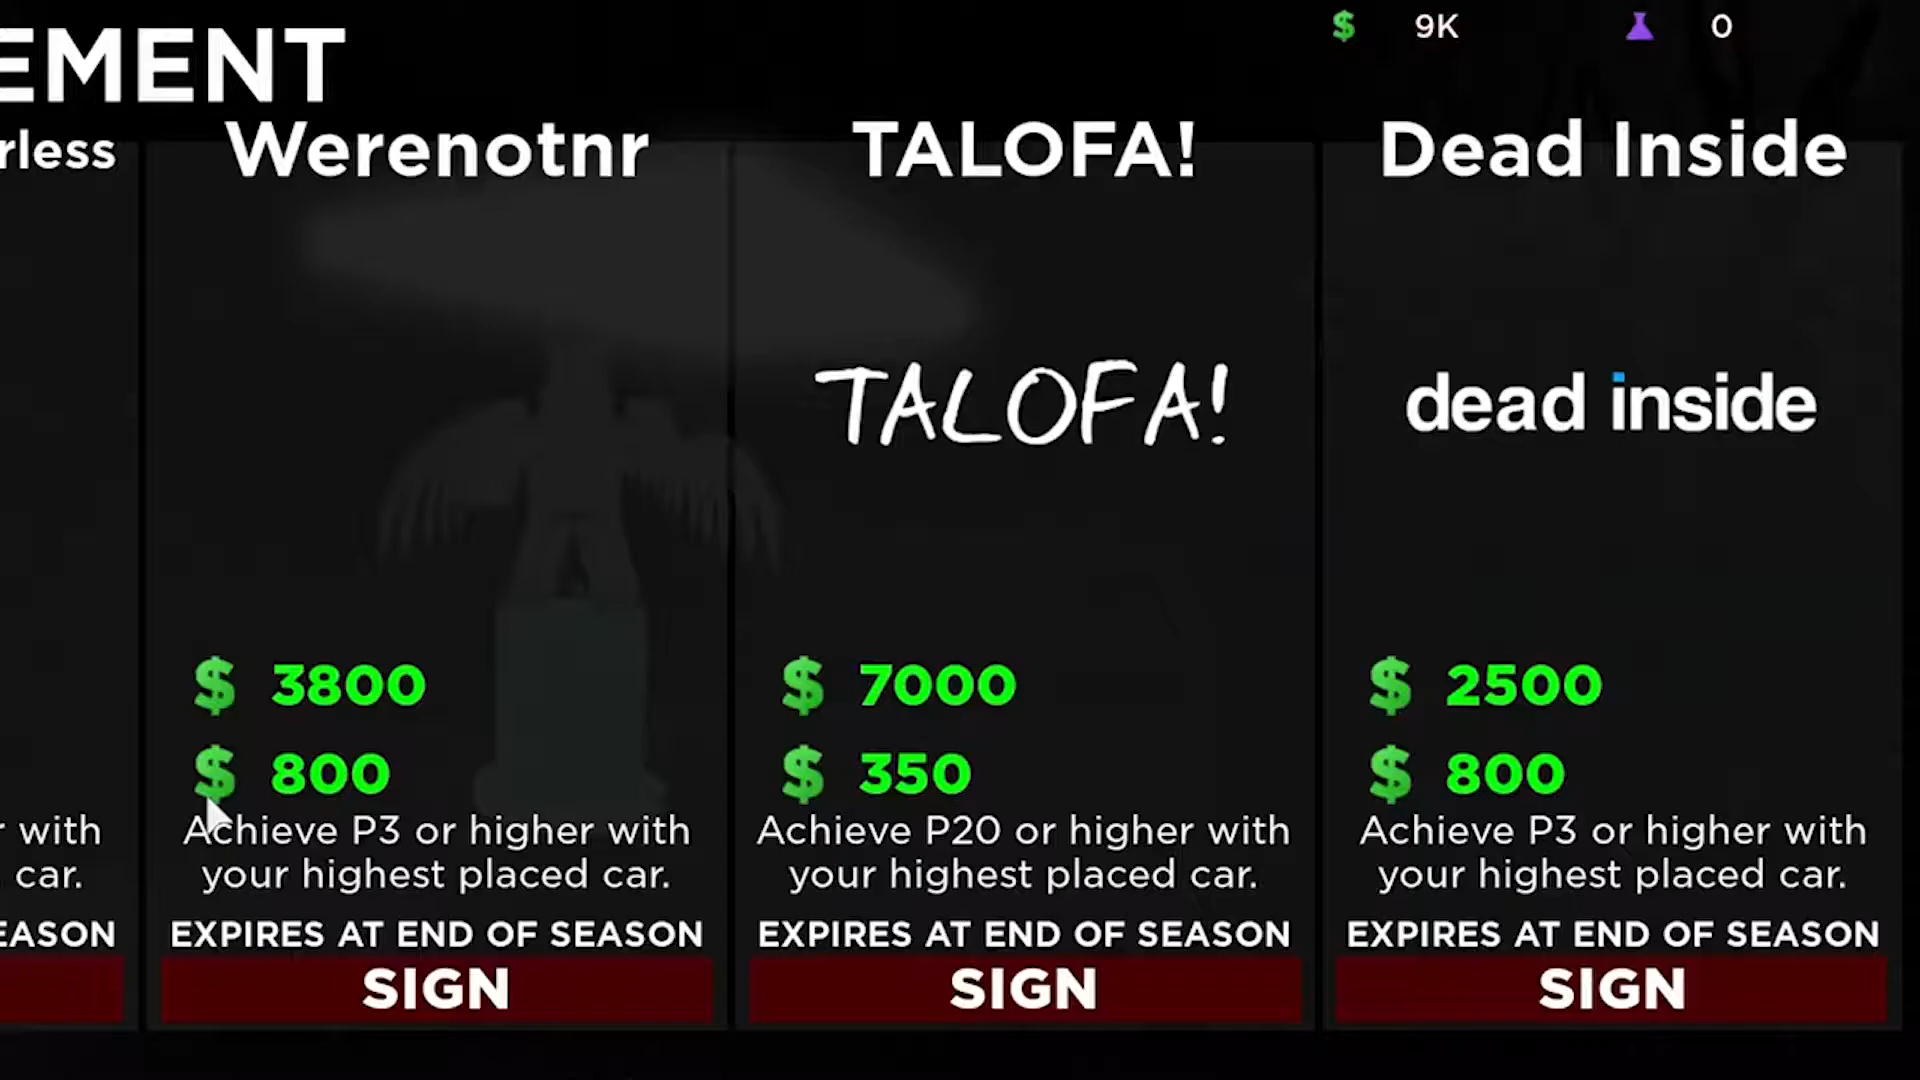 EMENT
$ 9K 0
rless
Werenotnr
TALOFA!
Dead Inside
TALOFA!
dead inside
$ 3800
$ 800
Achieve P3 or higher with
your highest placed car.
EXPIRES AT END OF SEASON
SIGN
$ 7000
$ 350
Achieve P20 or higher with
your highest placed car.
EXPIRES AT END OF SEASON
SIGN
$ 2500
$ 800
Achieve P3 or higher with
your highest placed car.
EXPIRES AT END OF SEASON
SIGN
r with
car.
EASON